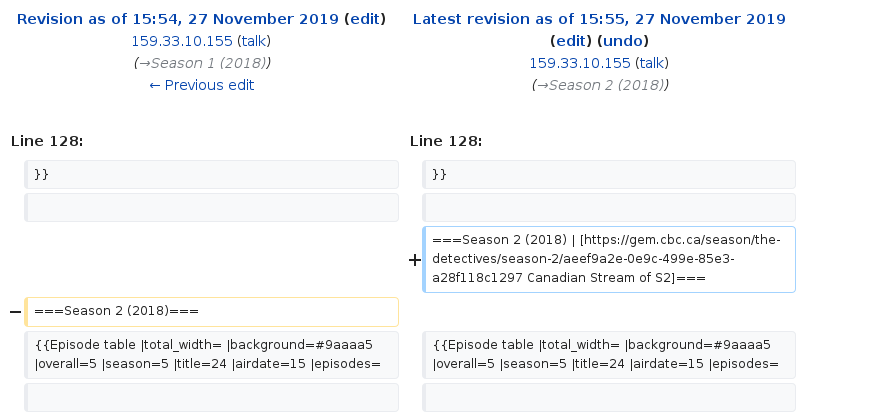 Revision as of 15:54, 27 November 2019 (edit)
159.33.10.155 (talk)
(→Season 1 (2018))
← Previous edit
Latest revision as of 15:55, 27 November 2019
(edit) (undo)
159.33.10.155 (talk)
(→Season 2 (2018))
Line 128:
Line 128:
}}
}}
+
===Season 2 (2018) | [https://gem.cbc.ca/season/the-
detectives/season-2/aeef9a2e-0e9c-499e-85e3-
a28f118c1297 Canadian Stream of S2]===
−
===Season 2 (2018)===
{{Episode table |total_width= |background=#9aaaa5
|overall=5 |season=5 |title=24 |airdate=15 |episodes=
{{Episode table |total_width= |background=#9aaaa5
|overall=5 |season=5 |title=24 |airdate=15 |episodes=